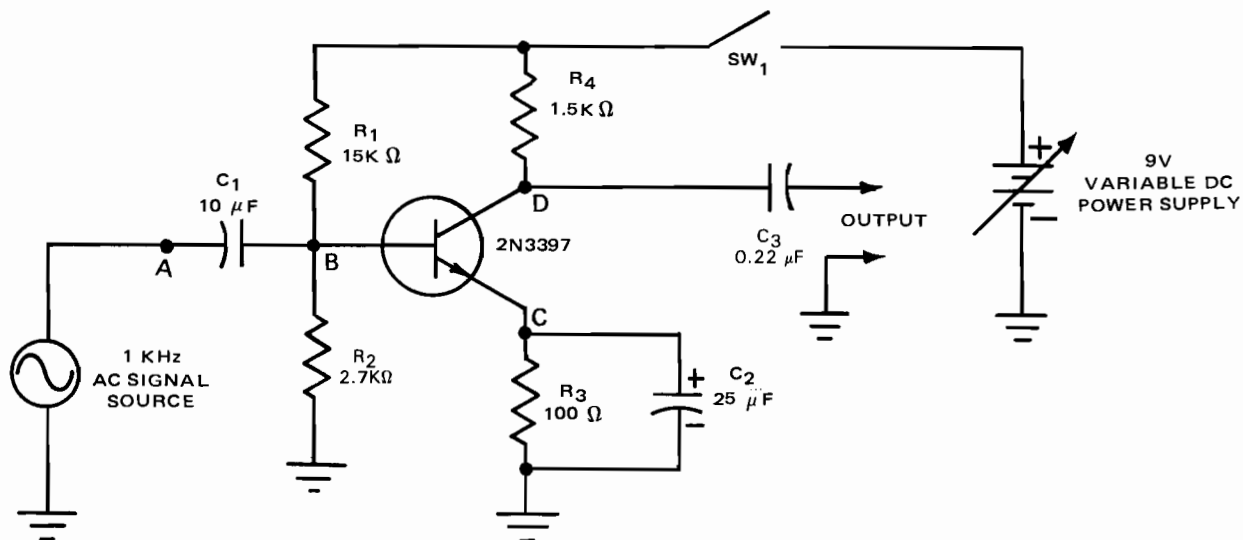 R4
1.5K Ω
SW1
R1
15K Ω
+
9V
VARIABLE DC
POWER SUPPLY
−
C1
10 μF
D
OUTPUT
2N3397
C3
0.22 μF
A
B
C
1 KHz
AC SIGNAL
SOURCE
R2
2.7KΩ
R3
100 Ω
+
C2
25 μF
−